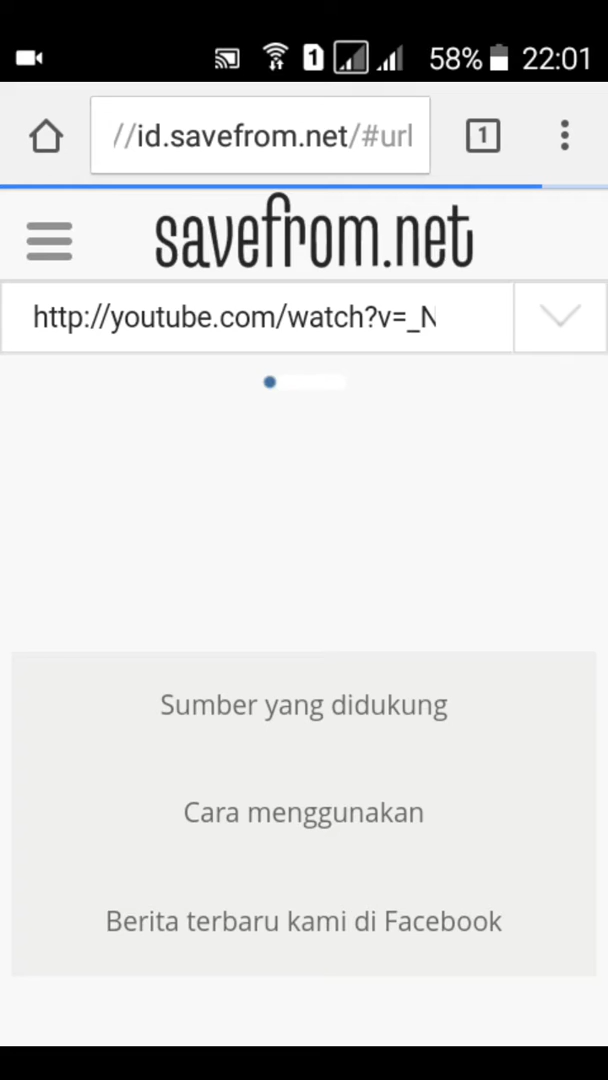 1 58% 22:01
//id.savefrom.net/#url 1
savefrom.net
http://youtube.com/watch?v=_N
Sumber yang didukung
Cara menggunakan
Berita terbaru kami di Facebook